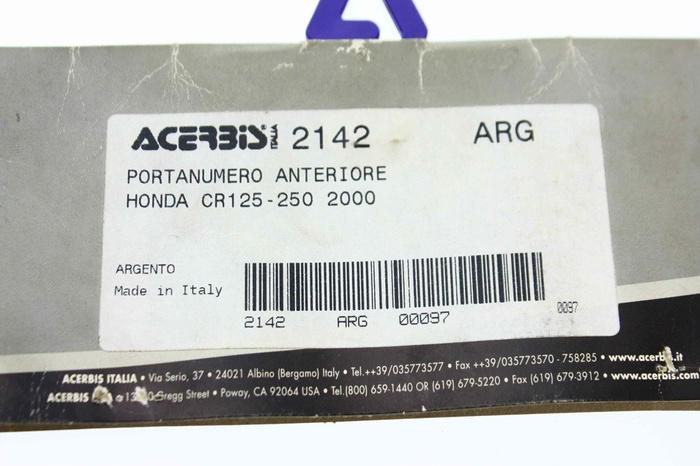 ACERBIS® ITALIA 2142 ARG
PORTANUMERO ANTERIORE
HONDA CR125-250 2000
ARGENTO
Made in Italy
2142 ARG 00097
0097
ACERBIS ITALIA • Via Serio, 37 • 24021 Albino (Bergamo) Italy • Tel.++39/035773577 • Fax ++39/035773570 - 758285 • www.acerbis.it
ACERBIS Gregg Street • Poway, CA 92064 USA • Tel.(800) 659-1440 OR (619) 679-5220 • Fax (619) 679-3912 • www.acerbis.com